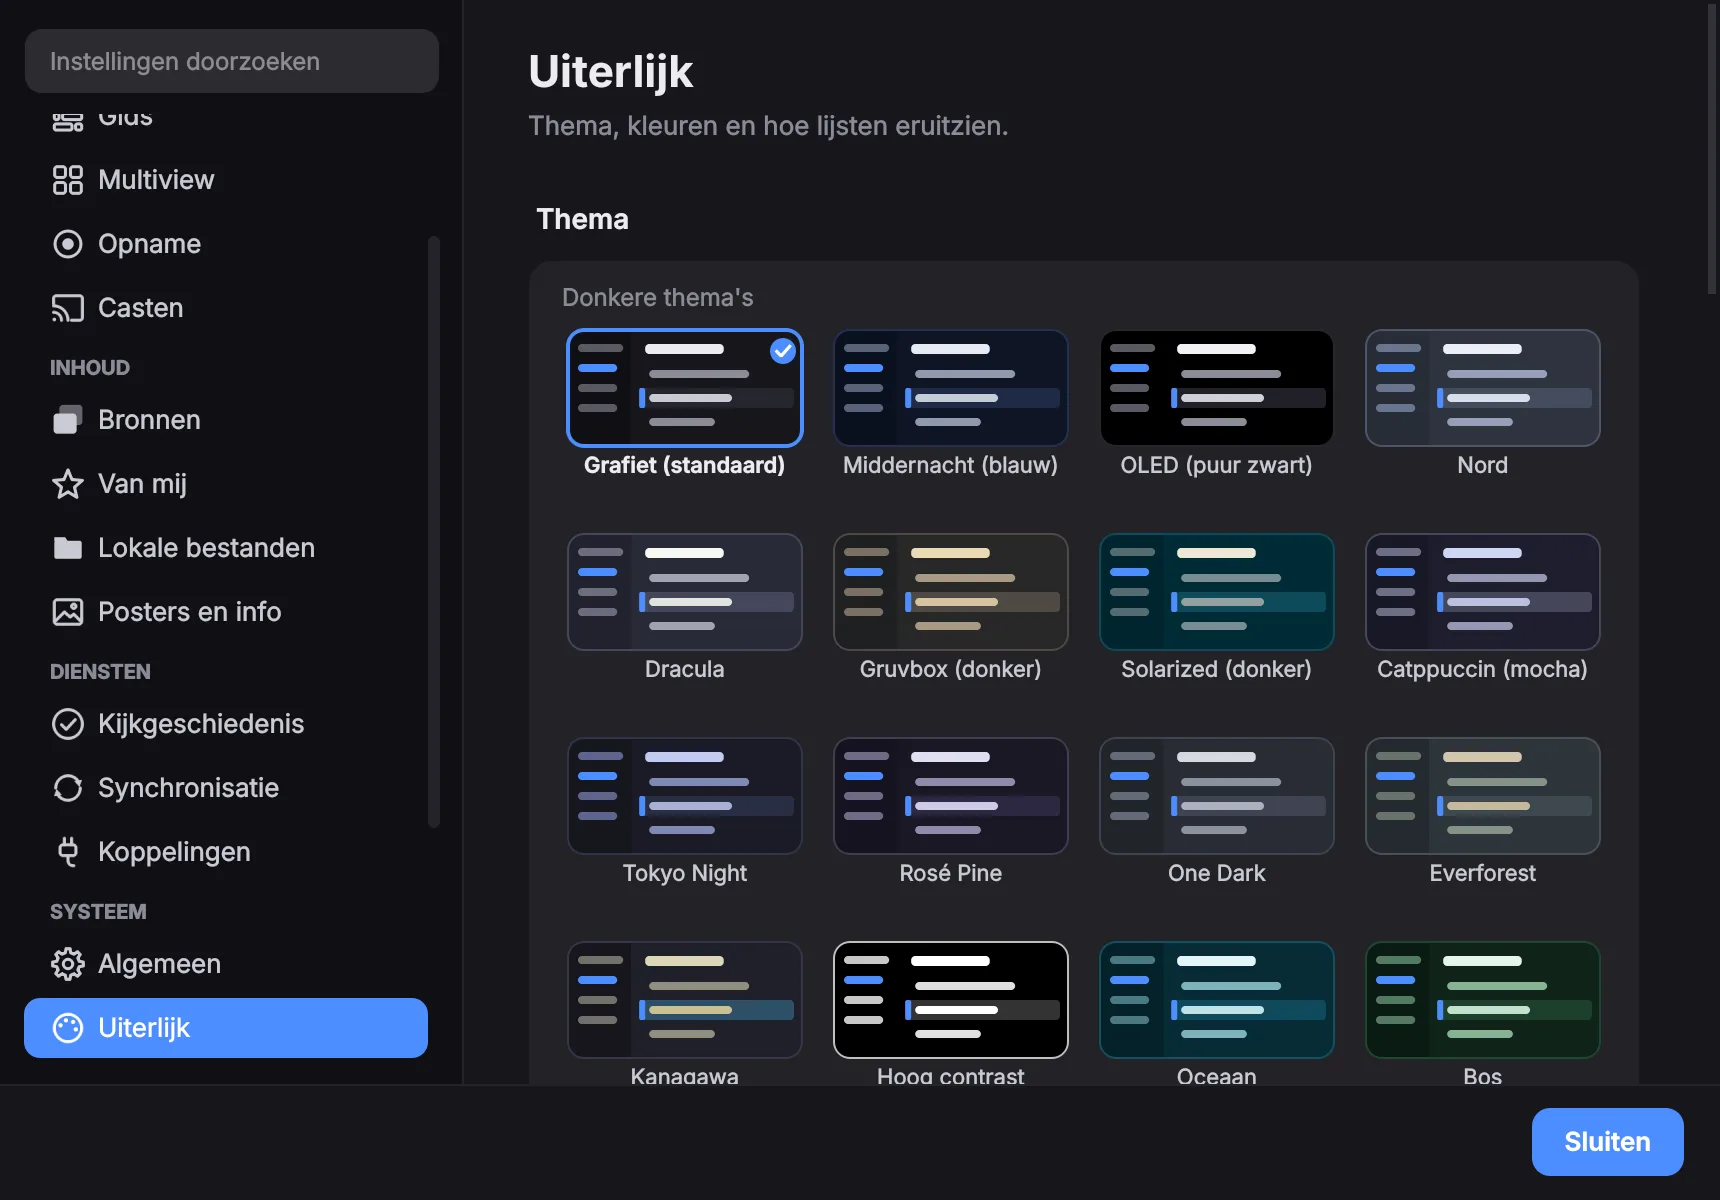 Instellingen doorzoeken
Gids
Multiview
Opname
Casten
INHOUD
Bronnen
Van mij
Lokale bestanden
Posters en info
DIENSTEN
Kijkgeschiedenis
Synchronisatie
Koppelingen
SYSTEEM
Algemeen
Uiterlijk
Uiterlijk
Thema, kleuren en hoe lijsten eruitzien.
Thema
Donkere thema's
Grafiet (standaard)
Middernacht (blauw)
OLED (puur zwart)
Nord
Dracula
Gruvbox (donker)
Solarized (donker)
Catppuccin (mocha)
Tokyo Night
Rosé Pine
One Dark
Everforest
Kanagawa
Hoog contrast
Oceaan
Bos
Sluiten